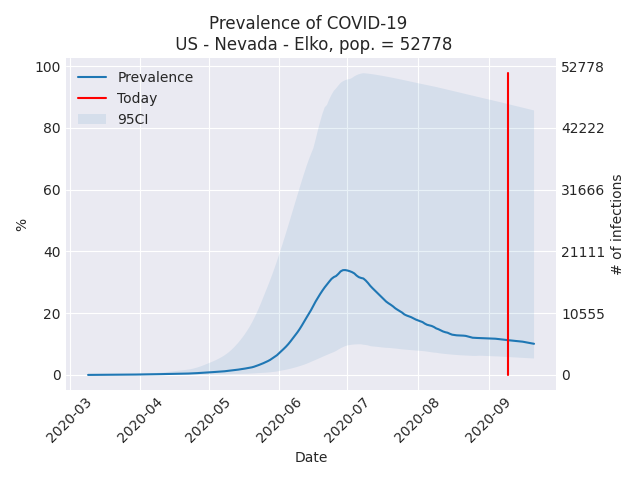 Prevalence of COVID-19
US - Nevada - Elko, pop. = 52778
Prevalence
Today
95CI
100
80
60
40
20
0
%
52778
42222
31666
21111
10555
0
# of infections
2020-03
2020-04
2020-05
2020-06
2020-07
2020-08
2020-09
Date